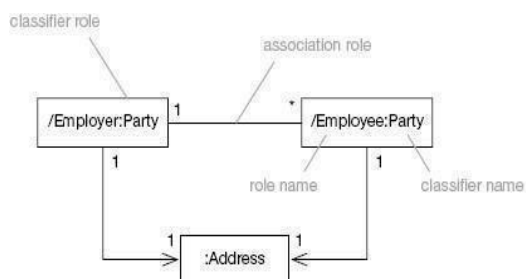 classifier role
association role
1
*
/Employer:Party
/Employee:Party
1
1
role name
classifier name
1
1
:Address